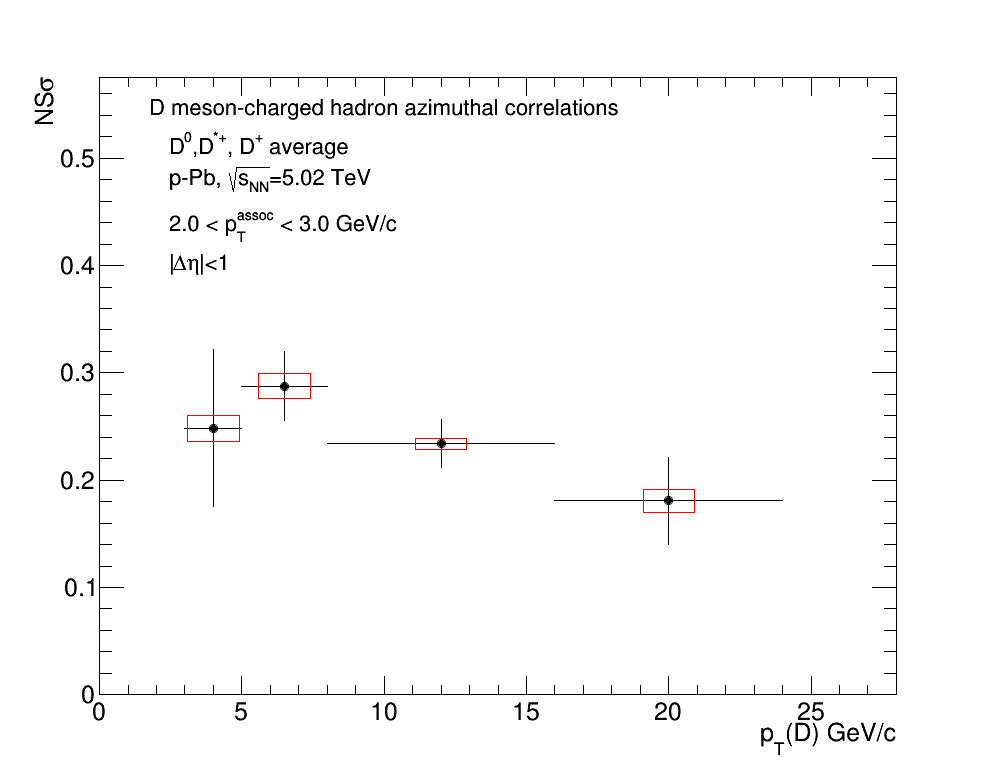 NSσ
D meson-charged hadron azimuthal correlations
D⁰,D*⁺, D⁺ average
p-Pb, √sNN=5.02 TeV
2.0 < pT^assoc < 3.0 GeV/c
|Δη|<1
0.5
0.4
0.3
0.2
0.1
0
0 5 10 15 20 25
pT(D) GeV/c